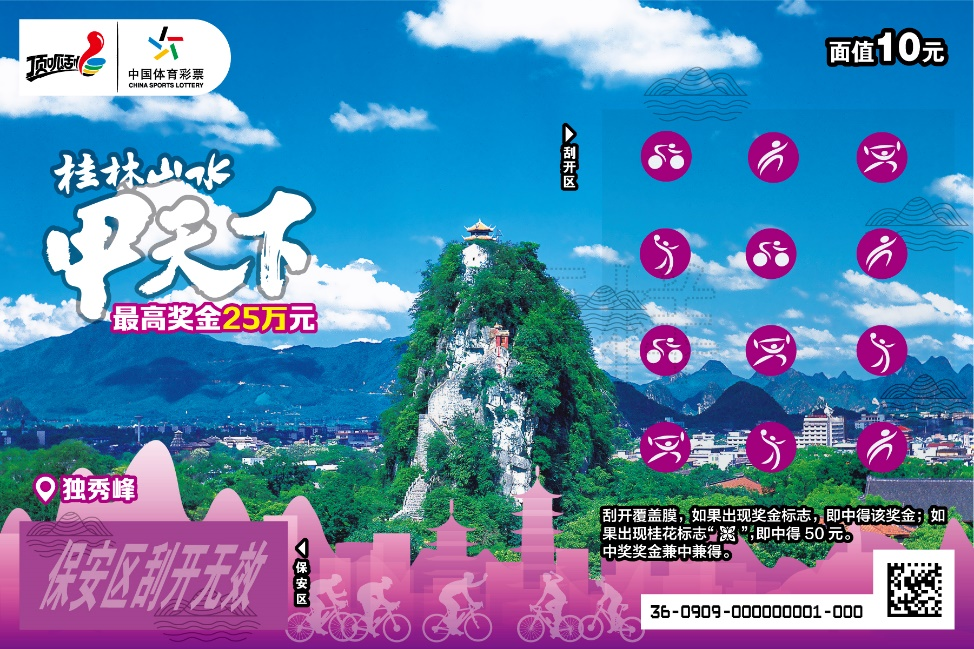 顶呱刮
中国体育彩票
CHINA SPORTS LOTTERY
面值10元
桂林山水
甲天下
最高奖金25万元
刮开区
独秀峰
保安区刮开无效
保安区
刮开覆盖膜，如果出现奖金标志，即中得该奖金；如
果出现桂花标志“ ”，即中得 50 元。
中奖奖金兼中兼得。
36-0909-000000001-000